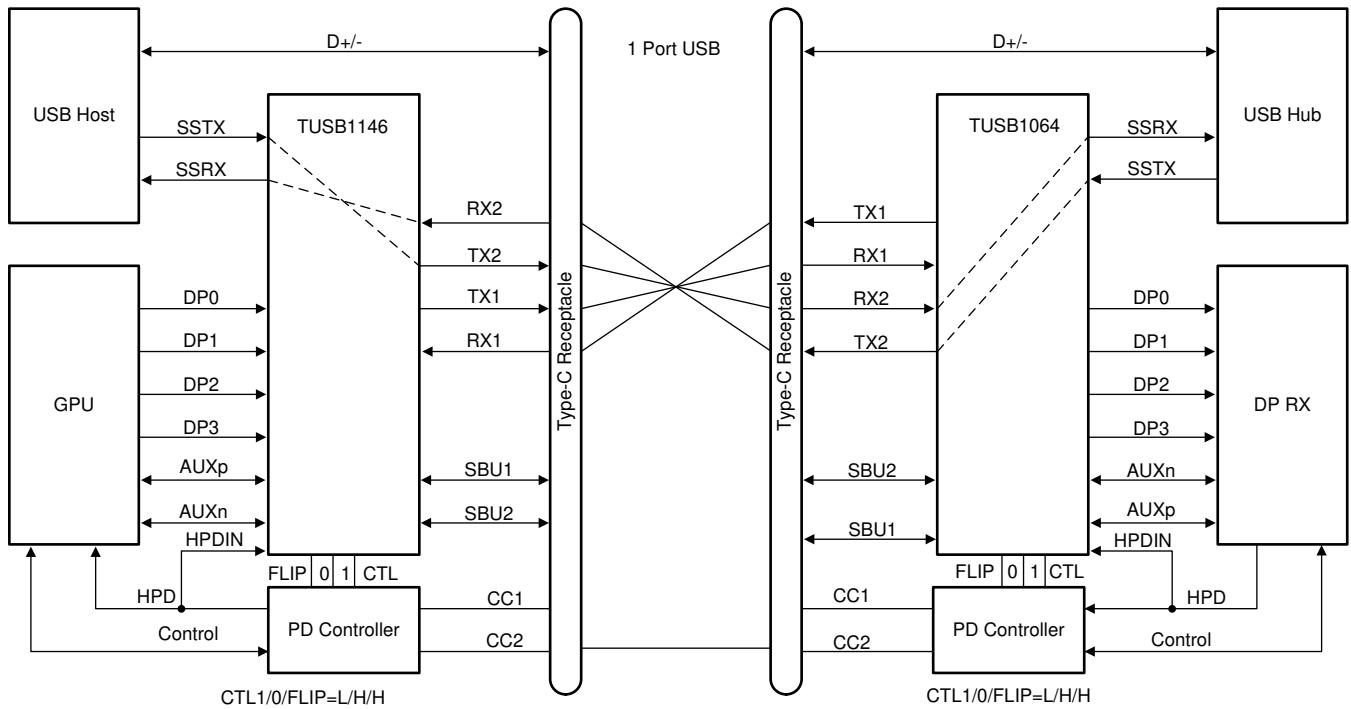 D+/-
1 Port USB
D+/-
USB Host
TUSB1146
TUSB1064
USB Hub
SSTX
SSRX
SSRX
SSTX
RX2
TX2
TX1
RX1
TX1
RX1
RX2
TX2
Type-C Receptacle
Type-C Receptacle
GPU
DP0
DP1
DP2
DP3
AUXp
AUXn
HPDIN
SBU1
SBU2
SBU2
SBU1
DP0
DP1
DP2
DP3
AUXn
AUXp
HPDIN
DP RX
FLIP 0 1 CTL
FLIP 0 1 CTL
HPD
Control
PD Controller
CC1
CC2
CC1
CC2
PD Controller
HPD
Control
CTL1/0/FLIP=L/H/H
CTL1/0/FLIP=L/H/H